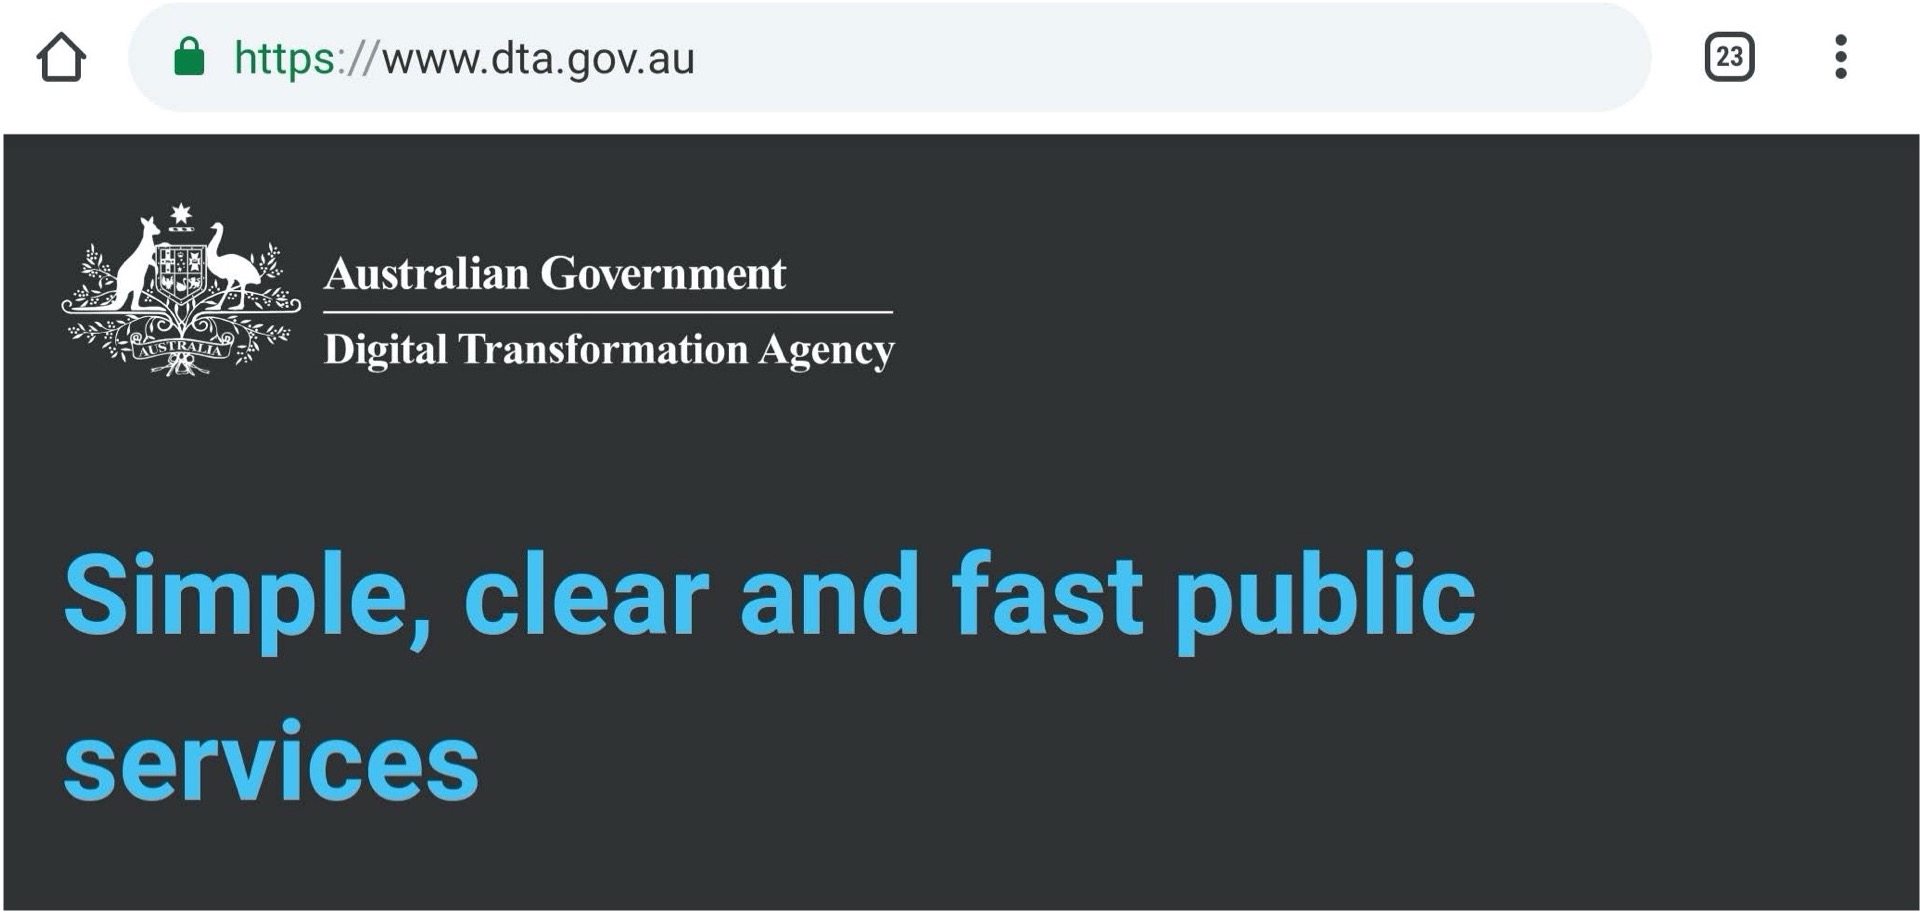 https://www.dta.gov.au
23
Australian Government
Digital Transformation Agency
AUSTRALIA
Simple, clear and fast public
services